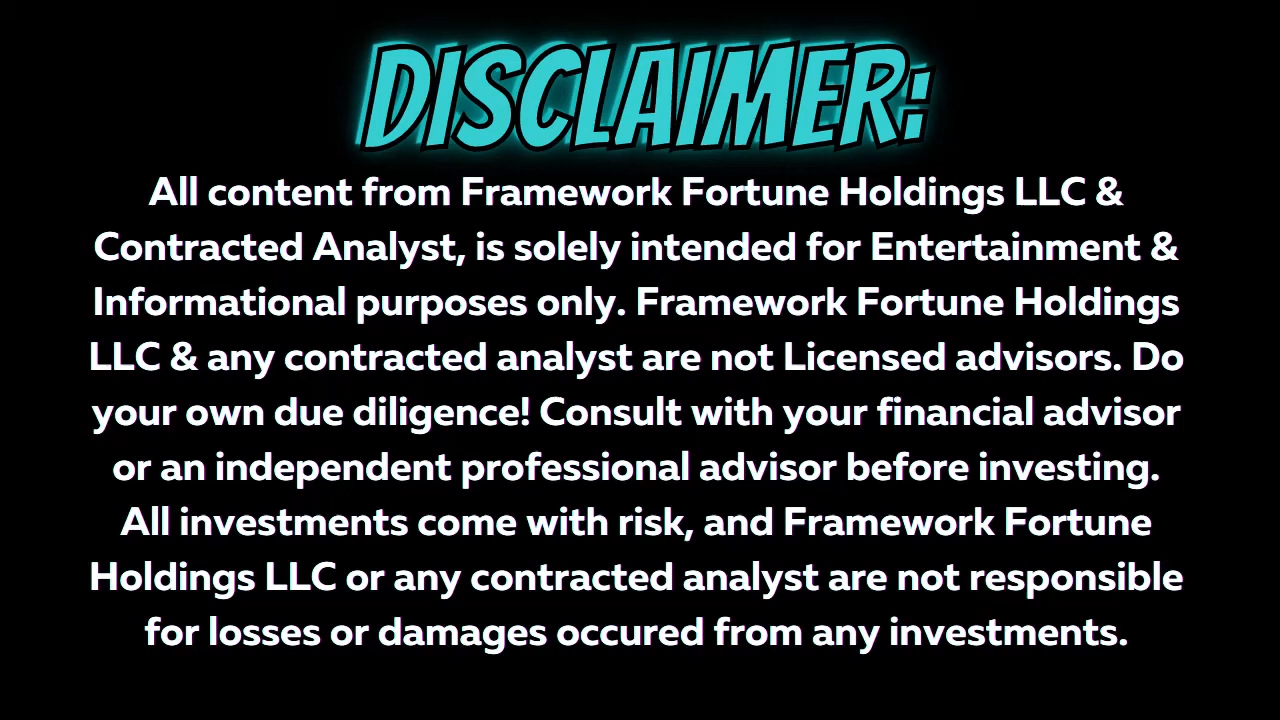 DISCLAIMER:
All content from Framework Fortune Holdings LLC &
Contracted Analyst, is solely intended for Entertainment &
Informational purposes only. Framework Fortune Holdings
LLC & any contracted analyst are not Licensed advisors. Do
your own due diligence! Consult with your financial advisor
or an independent professional advisor before investing.
All investments come with risk, and Framework Fortune
Holdings LLC or any contracted analyst are not responsible
for losses or damages occured from any investments.